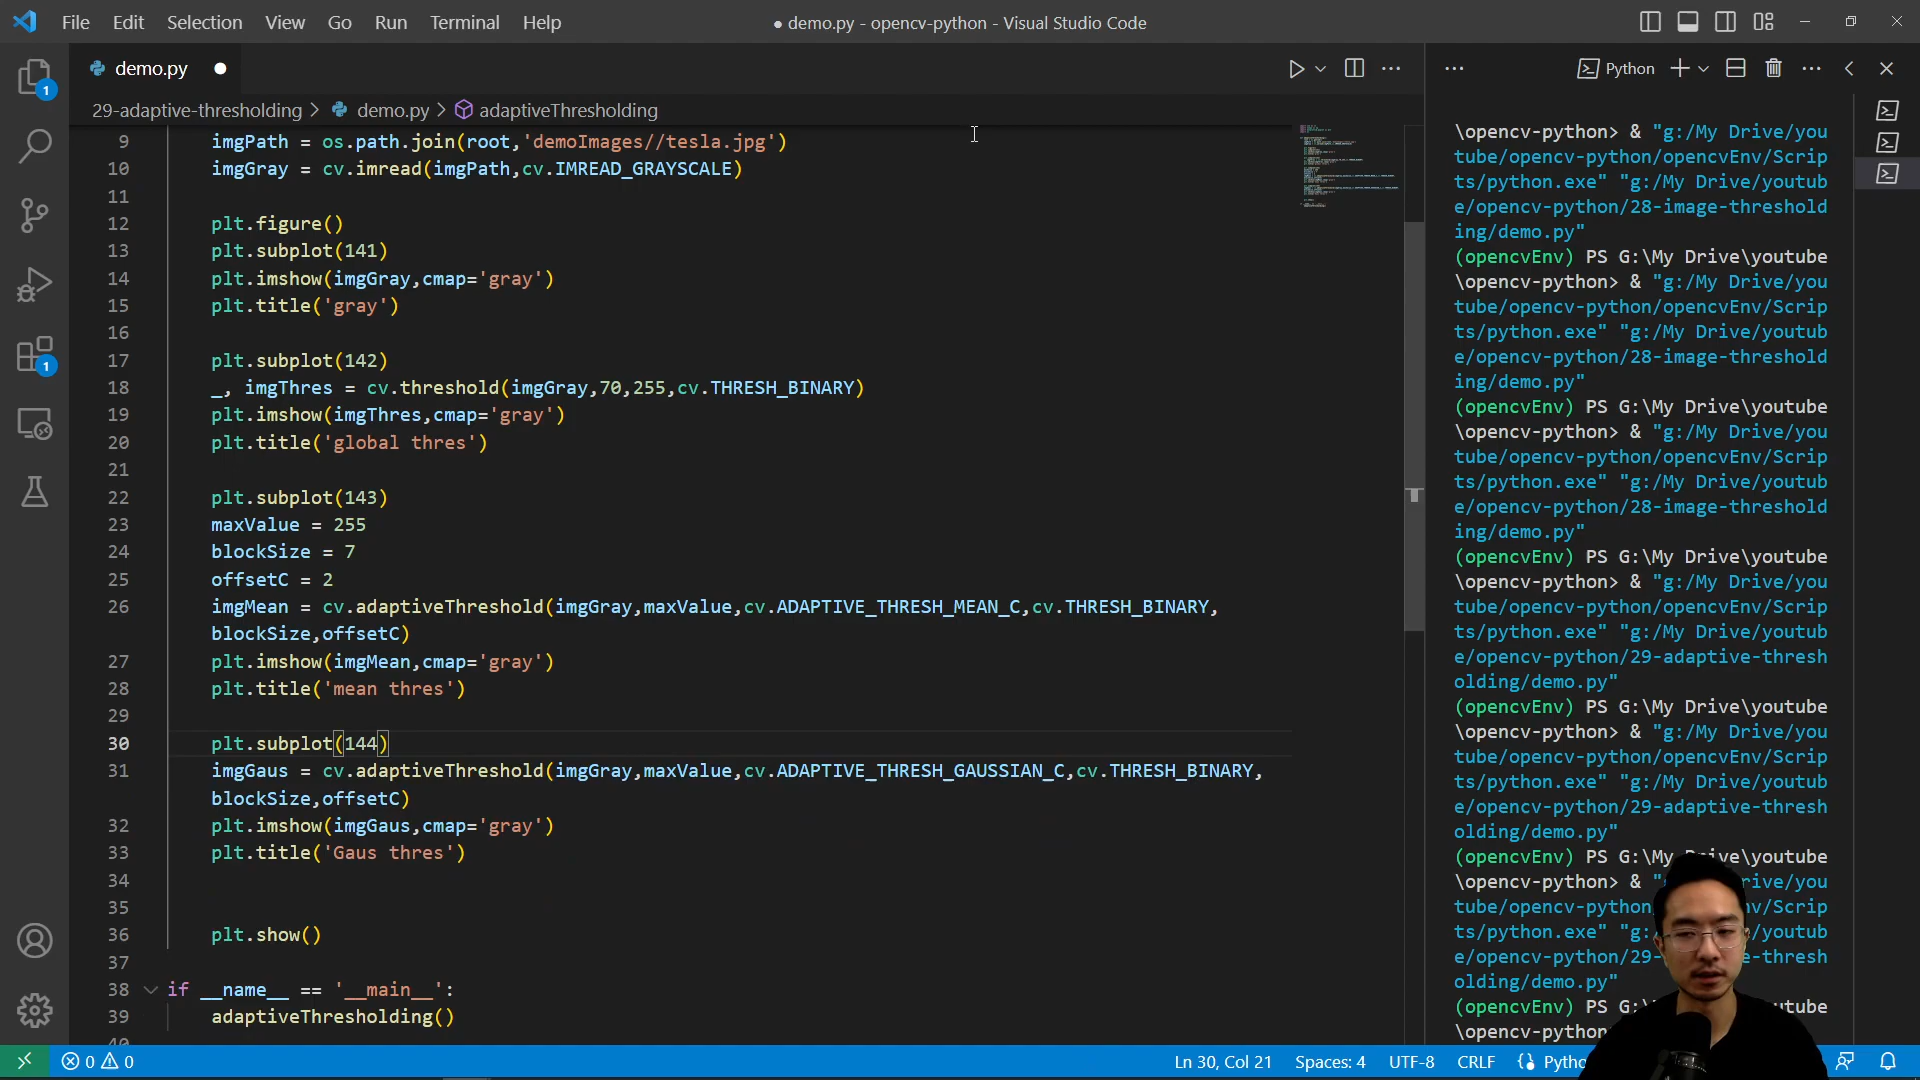 File Edit Selection View Go Run Terminal Help
● demo.py - opencv-python - Visual Studio Code
demo.py ●
Python
29-adaptive-thresholding > demo.py > adaptiveThresholding
9 imgPath = os.path.join(root,'demoImages//tesla.jpg')
10 imgGray = cv.imread(imgPath,cv.IMREAD_GRAYSCALE)
11
12 plt.figure()
13 plt.subplot(141)
14 plt.imshow(imgGray,cmap='gray')
15 plt.title('gray')
16
17 plt.subplot(142)
18 _, imgThres = cv.threshold(imgGray,70,255,cv.THRESH_BINARY)
19 plt.imshow(imgThres,cmap='gray')
20 plt.title('global thres')
21
22 plt.subplot(143)
23 maxValue = 255
24 blockSize = 7
25 offsetC = 2
26 imgMean = cv.adaptiveThreshold(imgGray,maxValue,cv.ADAPTIVE_THRESH_MEAN_C,cv.THRESH_BINARY,
blockSize,offsetC)
27 plt.imshow(imgMean,cmap='gray')
28 plt.title('mean thres')
29
30 plt.subplot(144)
31 imgGaus = cv.adaptiveThreshold(imgGray,maxValue,cv.ADAPTIVE_THRESH_GAUSSIAN_C,cv.THRESH_BINARY,
blockSize,offsetC)
32 plt.imshow(imgGaus,cmap='gray')
33 plt.title('Gaus thres')
34
35
36 plt.show()
37
38 if __name__ == '__main__':
39 adaptiveThresholding()
40
\opencv-python> & "g:/My Drive/you
tube/opencv-python/opencvEnv/Scrip
ts/python.exe" "g:/My Drive/youtub
e/opencv-python/28-image-threshold
ing/demo.py"
(opencvEnv) PS G:\My Drive\youtube
\opencv-python> & "g:/My Drive/you
tube/opencv-python/opencvEnv/Scrip
ts/python.exe" "g:/My Drive/youtub
e/opencv-python/28-image-threshold
ing/demo.py"
(opencvEnv) PS G:\My Drive\youtube
\opencv-python> & "g:/My Drive/you
tube/opencv-python/opencvEnv/Scrip
ts/python.exe" "g:/My Drive/youtub
e/opencv-python/28-image-threshold
ing/demo.py"
(opencvEnv) PS G:\My Drive\youtube
\opencv-python> & "g:/My Drive/you
tube/opencv-python/opencvEnv/Scrip
ts/python.exe" "g:/My Drive/youtub
e/opencv-python/29-adaptive-thresh
olding/demo.py"
(opencvEnv) PS G:\My Drive\youtube
\opencv-python> & "g:/My Drive/you
tube/opencv-python/opencvEnv/Scrip
ts/python.exe" "g:/My Drive/youtub
e/opencv-python/29-adaptive-thresh
olding/demo.py"
(opencvEnv) PS G:\My Drive\youtube
\opencv-python> & rive/you
tube/opencv-python nv/Scrip
ts/python.exe" "g: /youtub
e/opencv-python/29- e-thresh
olding/demo.py"
(opencvEnv) PS G:\ utube
\opencv-python
1
1
0 0 Ln 30, Col 21 Spaces: 4 UTF-8 CRLF